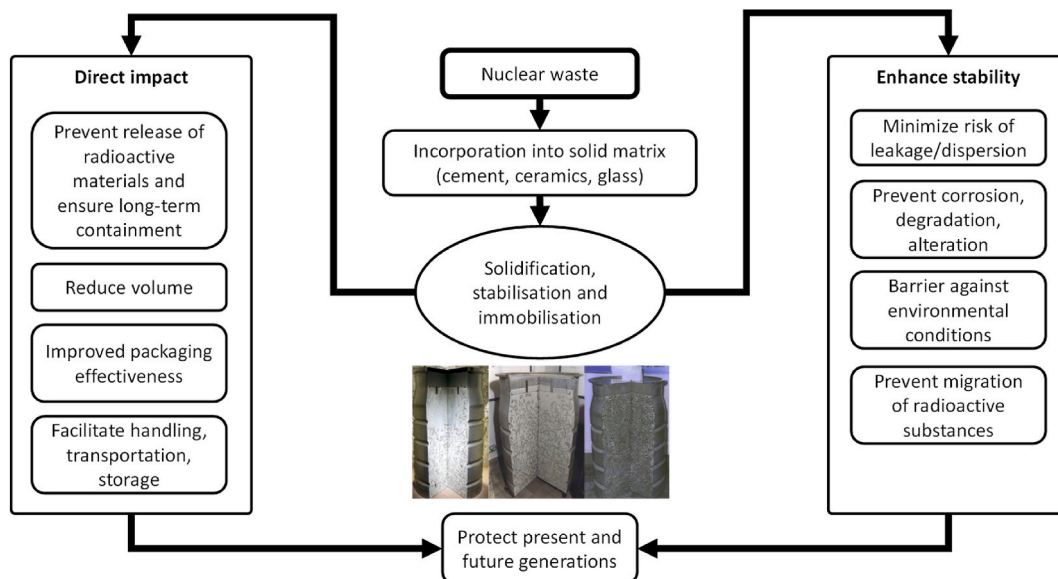 Direct impact
Prevent release of
radioactive
materials and
ensure long-term
containment
Reduce volume
Improved packaging
effectiveness
Facilitate handling,
transportation,
storage
Nuclear waste
Incorporation into solid matrix
(cement, ceramics, glass)
Solidification,
stabilisation and
immobilisation
Enhance stability
Minimize risk of
leakage/dispersion
Prevent corrosion,
degradation,
alteration
Barrier against
environmental
conditions
Prevent migration
of radioactive
substances
Protect present and
future generations